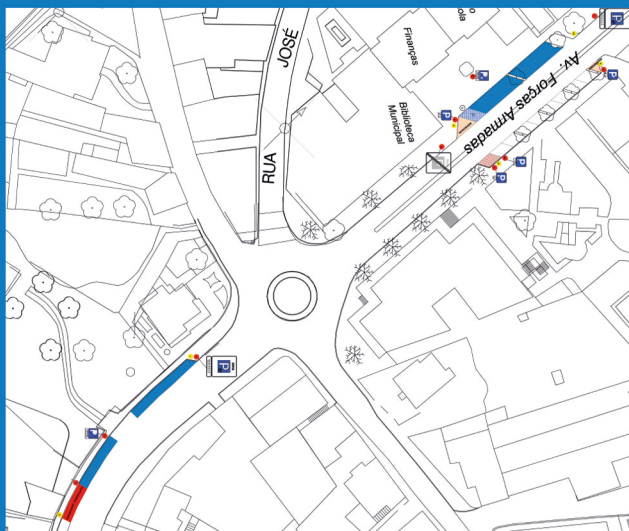 RUA JOSÉ
Finanças
Biblioteca
Municipal
Av. Forças Armadas
P
P
P
P
P
P